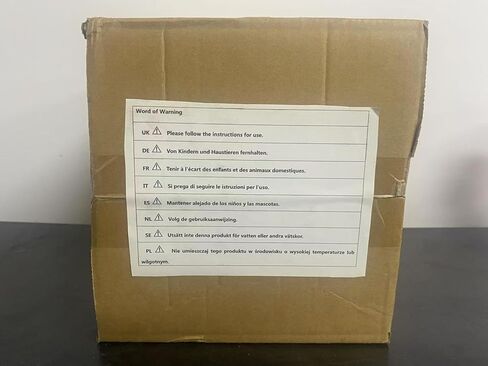 Word of Warning
UK ⚠ Please follow the instructions for use.
DE ⚠ Von Kindern und Haustieren fernhalten.
FR ⚠ Tenir à l'écart des enfants et des animaux domestiques.
IT ⚠ Si prega di seguire le istruzioni per l'uso.
ES ⚠ Mantener alejado de los niños y las mascotas.
NL ⚠ Volg de gebruiksaanwijzing.
SE ⚠ Utsätt inte denna produkt för vatten eller andra vätskor.
PL ⚠ Nie umieszczaj tego produktu w środowisku o wysokiej temperaturze lub
wilgotnym.